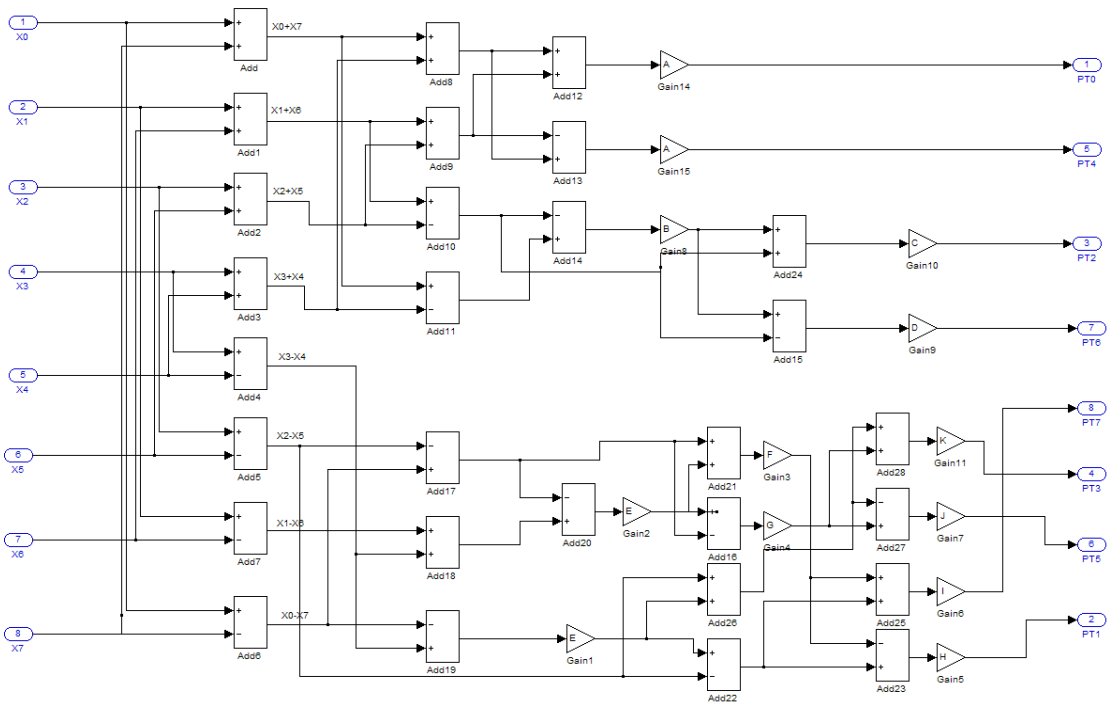 1
X0
2
X1
3
X2
4
X3
5
X4
6
X5
7
X6
8
X7
+
+
Add
X0+X7
+
+
Add1
X1+X6
+
+
Add2
X2+X5
+
+
Add3
X3+X4
+
−
Add4
X3-X4
+
−
Add5
X2-X5
+
−
Add7
X1-X6
+
−
Add6
X0-X7
+
+
Add8
+
+
Add9
+
−
Add10
+
−
Add11
−
+
Add17
+
+
Add18
−
+
Add19
+
+
Add12
−
+
Add13
−
+
Add14
−
+
Add20
E
Gain2
E
Gain1
A
Gain14
A
Gain15
B
Gain8
+
+
Add24
+
−
Add15
C
Gain10
D
Gain9
+
+
Add21
+
−
Add16
+
+
Add26
+
−
Add22
F
Gain3
G
Gain4
+
+
Add28
−
+
Add27
+
+
Add25
−
+
Add23
K
Gain11
J
Gain7
I
Gain6
H
Gain5
1
PT0
5
PT4
3
PT2
7
PT6
8
PT7
4
PT3
6
PT5
2
PT1